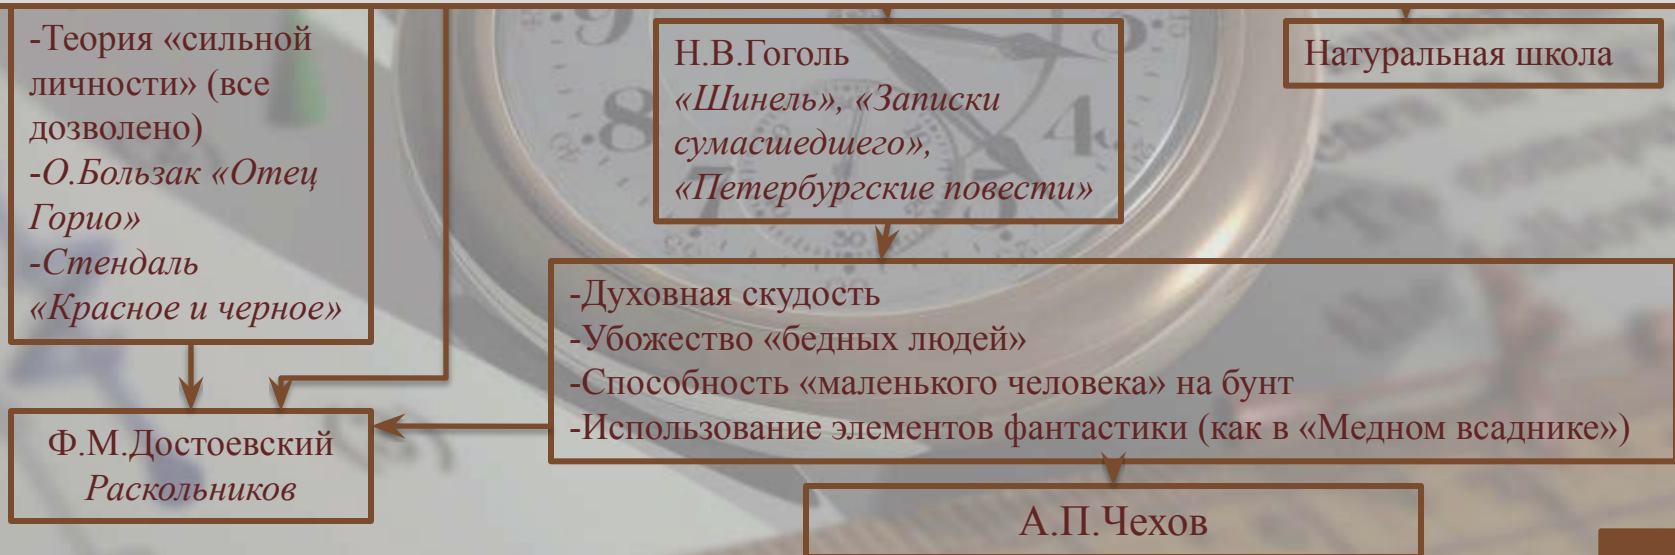 -Теория «сильной
личности» (все
дозволено)
-О.Бользак «Отец
Горио»
-Стендаль
«Красное и черное»
Н.В.Гоголь
«Шинель», «Записки
сумасшедшего»,
«Петербургские повести»
Натуральная школа
-Духовная скудость
-Убожество «бедных людей»
-Способность «маленького человека» на бунт
-Использование элементов фантастики (как в «Медном всаднике»)
Ф.М.Достоевский
Раскольников
А.П.Чехов